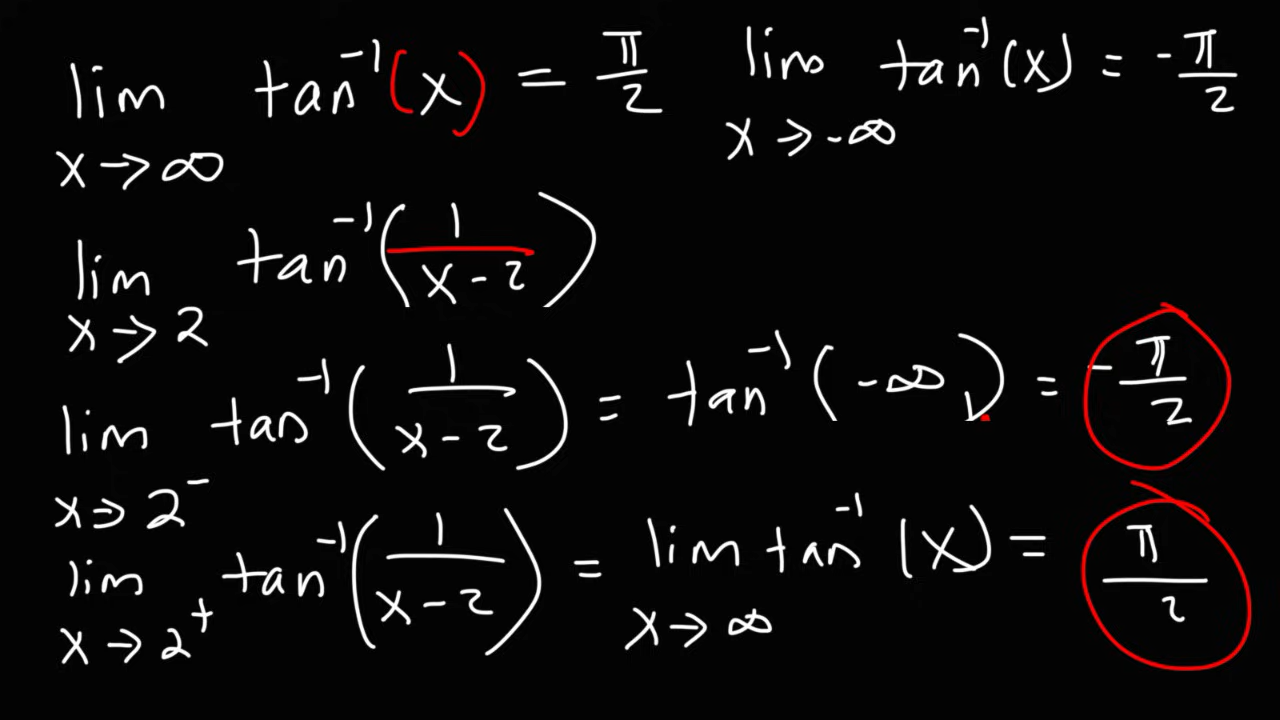 lim x→∞ tan⁻¹(x) = π/2
lim x→-∞ tan⁻¹(x) = -π/2
lim x→2 tan⁻¹(1/(x-2))
lim x→2⁻ tan⁻¹(1/(x-2)) = tan⁻¹(-∞) = -π/2
lim x→2⁺ tan⁻¹(1/(x-2)) = lim x→∞ tan⁻¹(x) = π/2